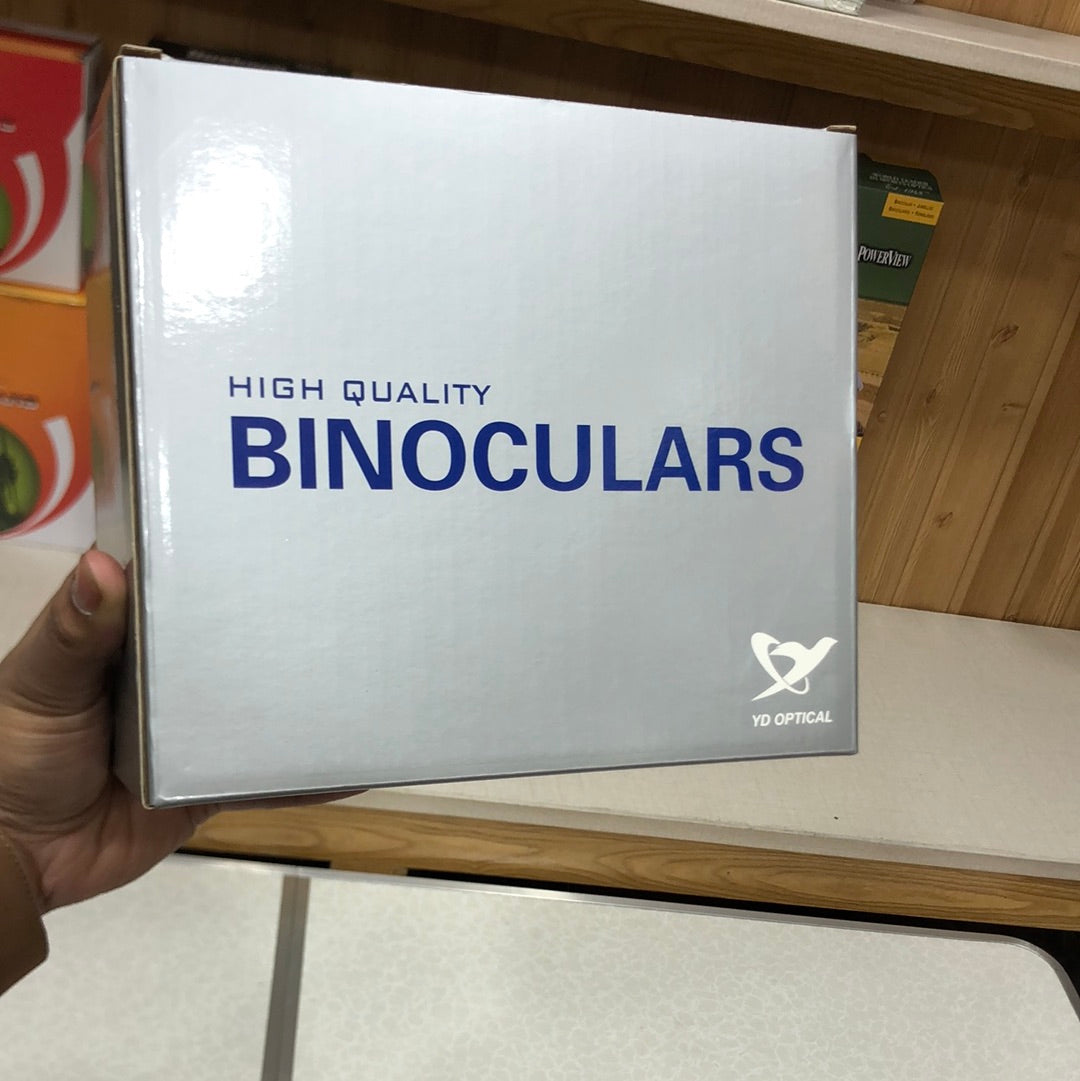 HIGH QUALITY
BINOCULARS
YD OPTICAL
POWERVIEW